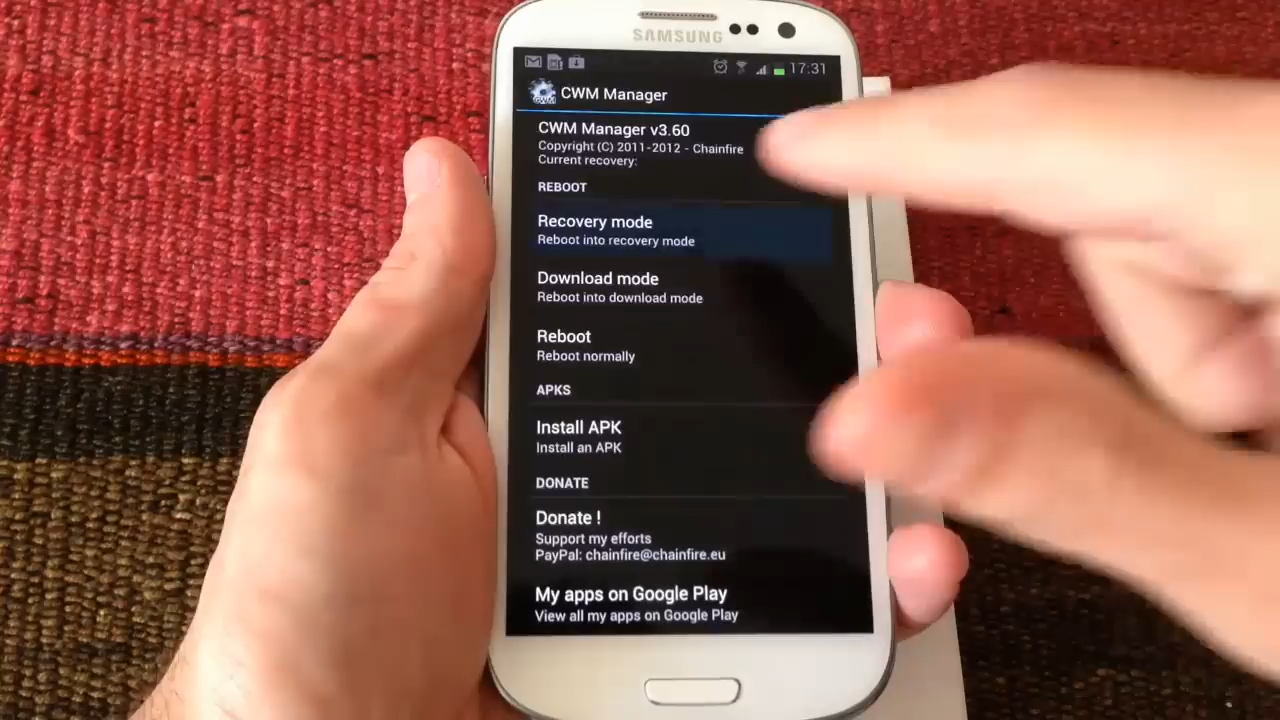 SAMSUNG
17:31
CWM Manager
CWM Manager v3.60
Copyright (C) 2011-2012 - Chainfire
Current recovery:
REBOOT
Recovery mode
Reboot into recovery mode
Download mode
Reboot into download mode
Reboot
Reboot normally
APKS
Install APK
Install an APK
DONATE
Donate !
Support my efforts
PayPal: chainfire@chainfire.eu
My apps on Google Play
View all my apps on Google Play